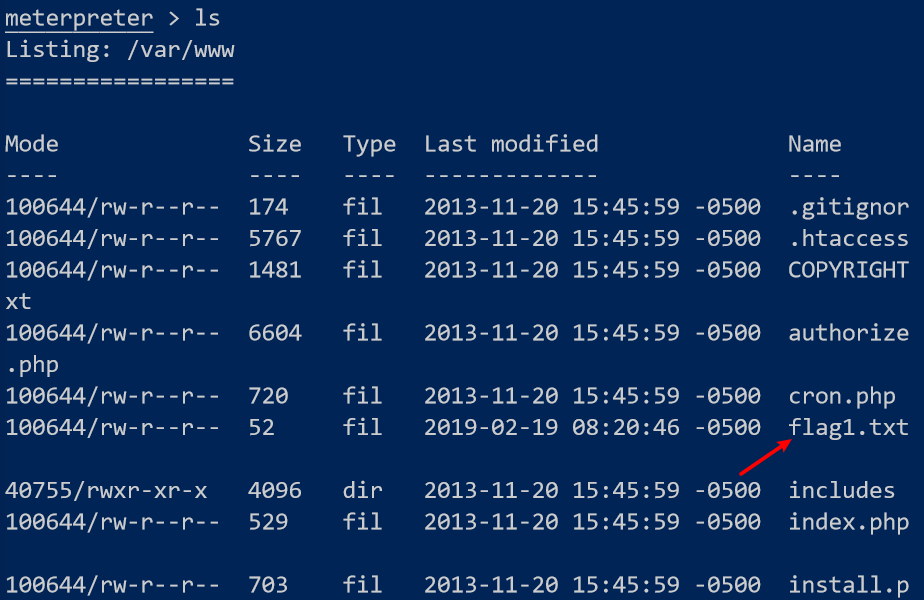 meterpreter > ls
Listing: /var/www
=================
Mode Size Type Last modified Name
---- ---- ---- ------------- ----
100644/rw-r--r-- 174 fil 2013-11-20 15:45:59 -0500 .gitignor
100644/rw-r--r-- 5767 fil 2013-11-20 15:45:59 -0500 .htaccess
100644/rw-r--r-- 1481 fil 2013-11-20 15:45:59 -0500 COPYRIGHT
xt
100644/rw-r--r-- 6604 fil 2013-11-20 15:45:59 -0500 authorize
.php
100644/rw-r--r-- 720 fil 2013-11-20 15:45:59 -0500 cron.php
100644/rw-r--r-- 52 fil 2019-02-19 08:20:46 -0500 flag1.txt
40755/rwxr-xr-x 4096 dir 2013-11-20 15:45:59 -0500 includes
100644/rw-r--r-- 529 fil 2013-11-20 15:45:59 -0500 index.php
100644/rw-r--r-- 703 fil 2013-11-20 15:45:59 -0500 install.p